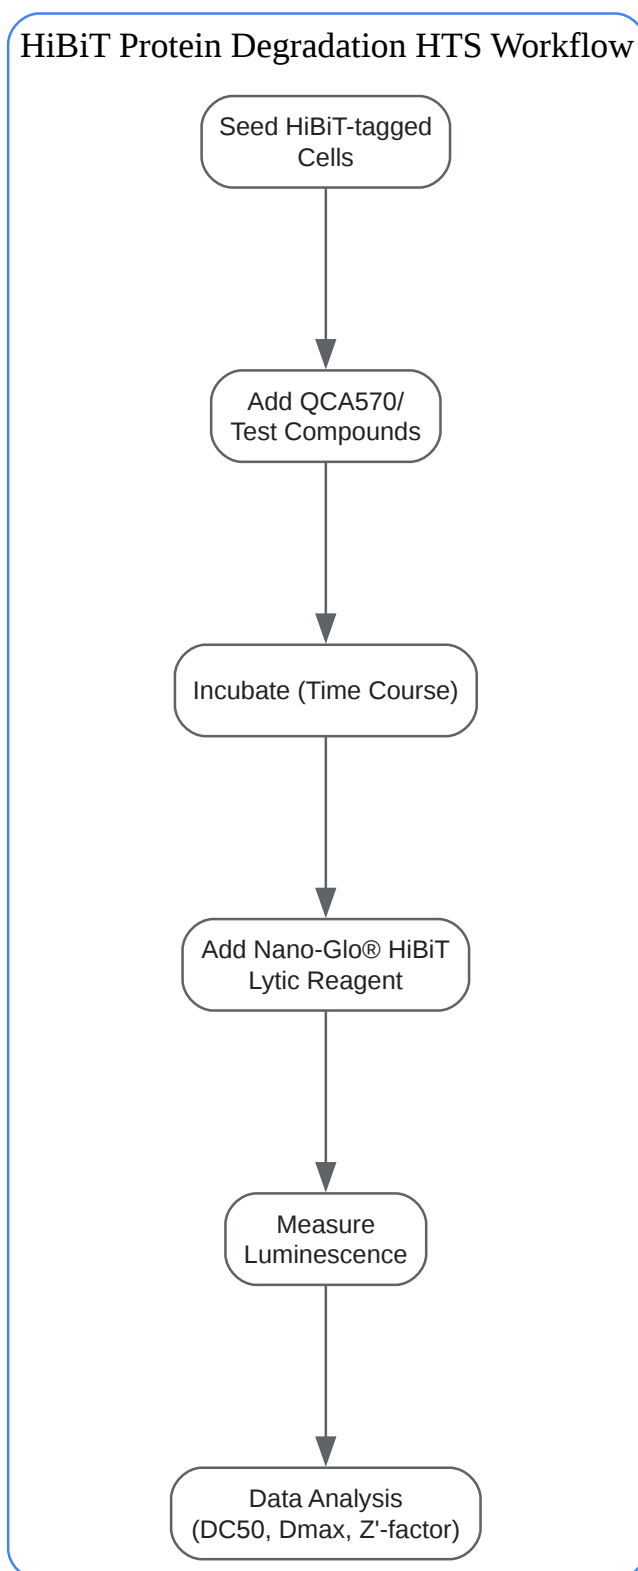 HiBiT Protein Degradation HTS Workflow
Seed HiBiT-tagged
Cells
Add QCA570/
Test Compounds
Incubate (Time Course)
Add Nano-Glo® HiBiT
Lytic Reagent
Measure
Luminescence
Data Analysis
(DC50, Dmax, Z'-factor)